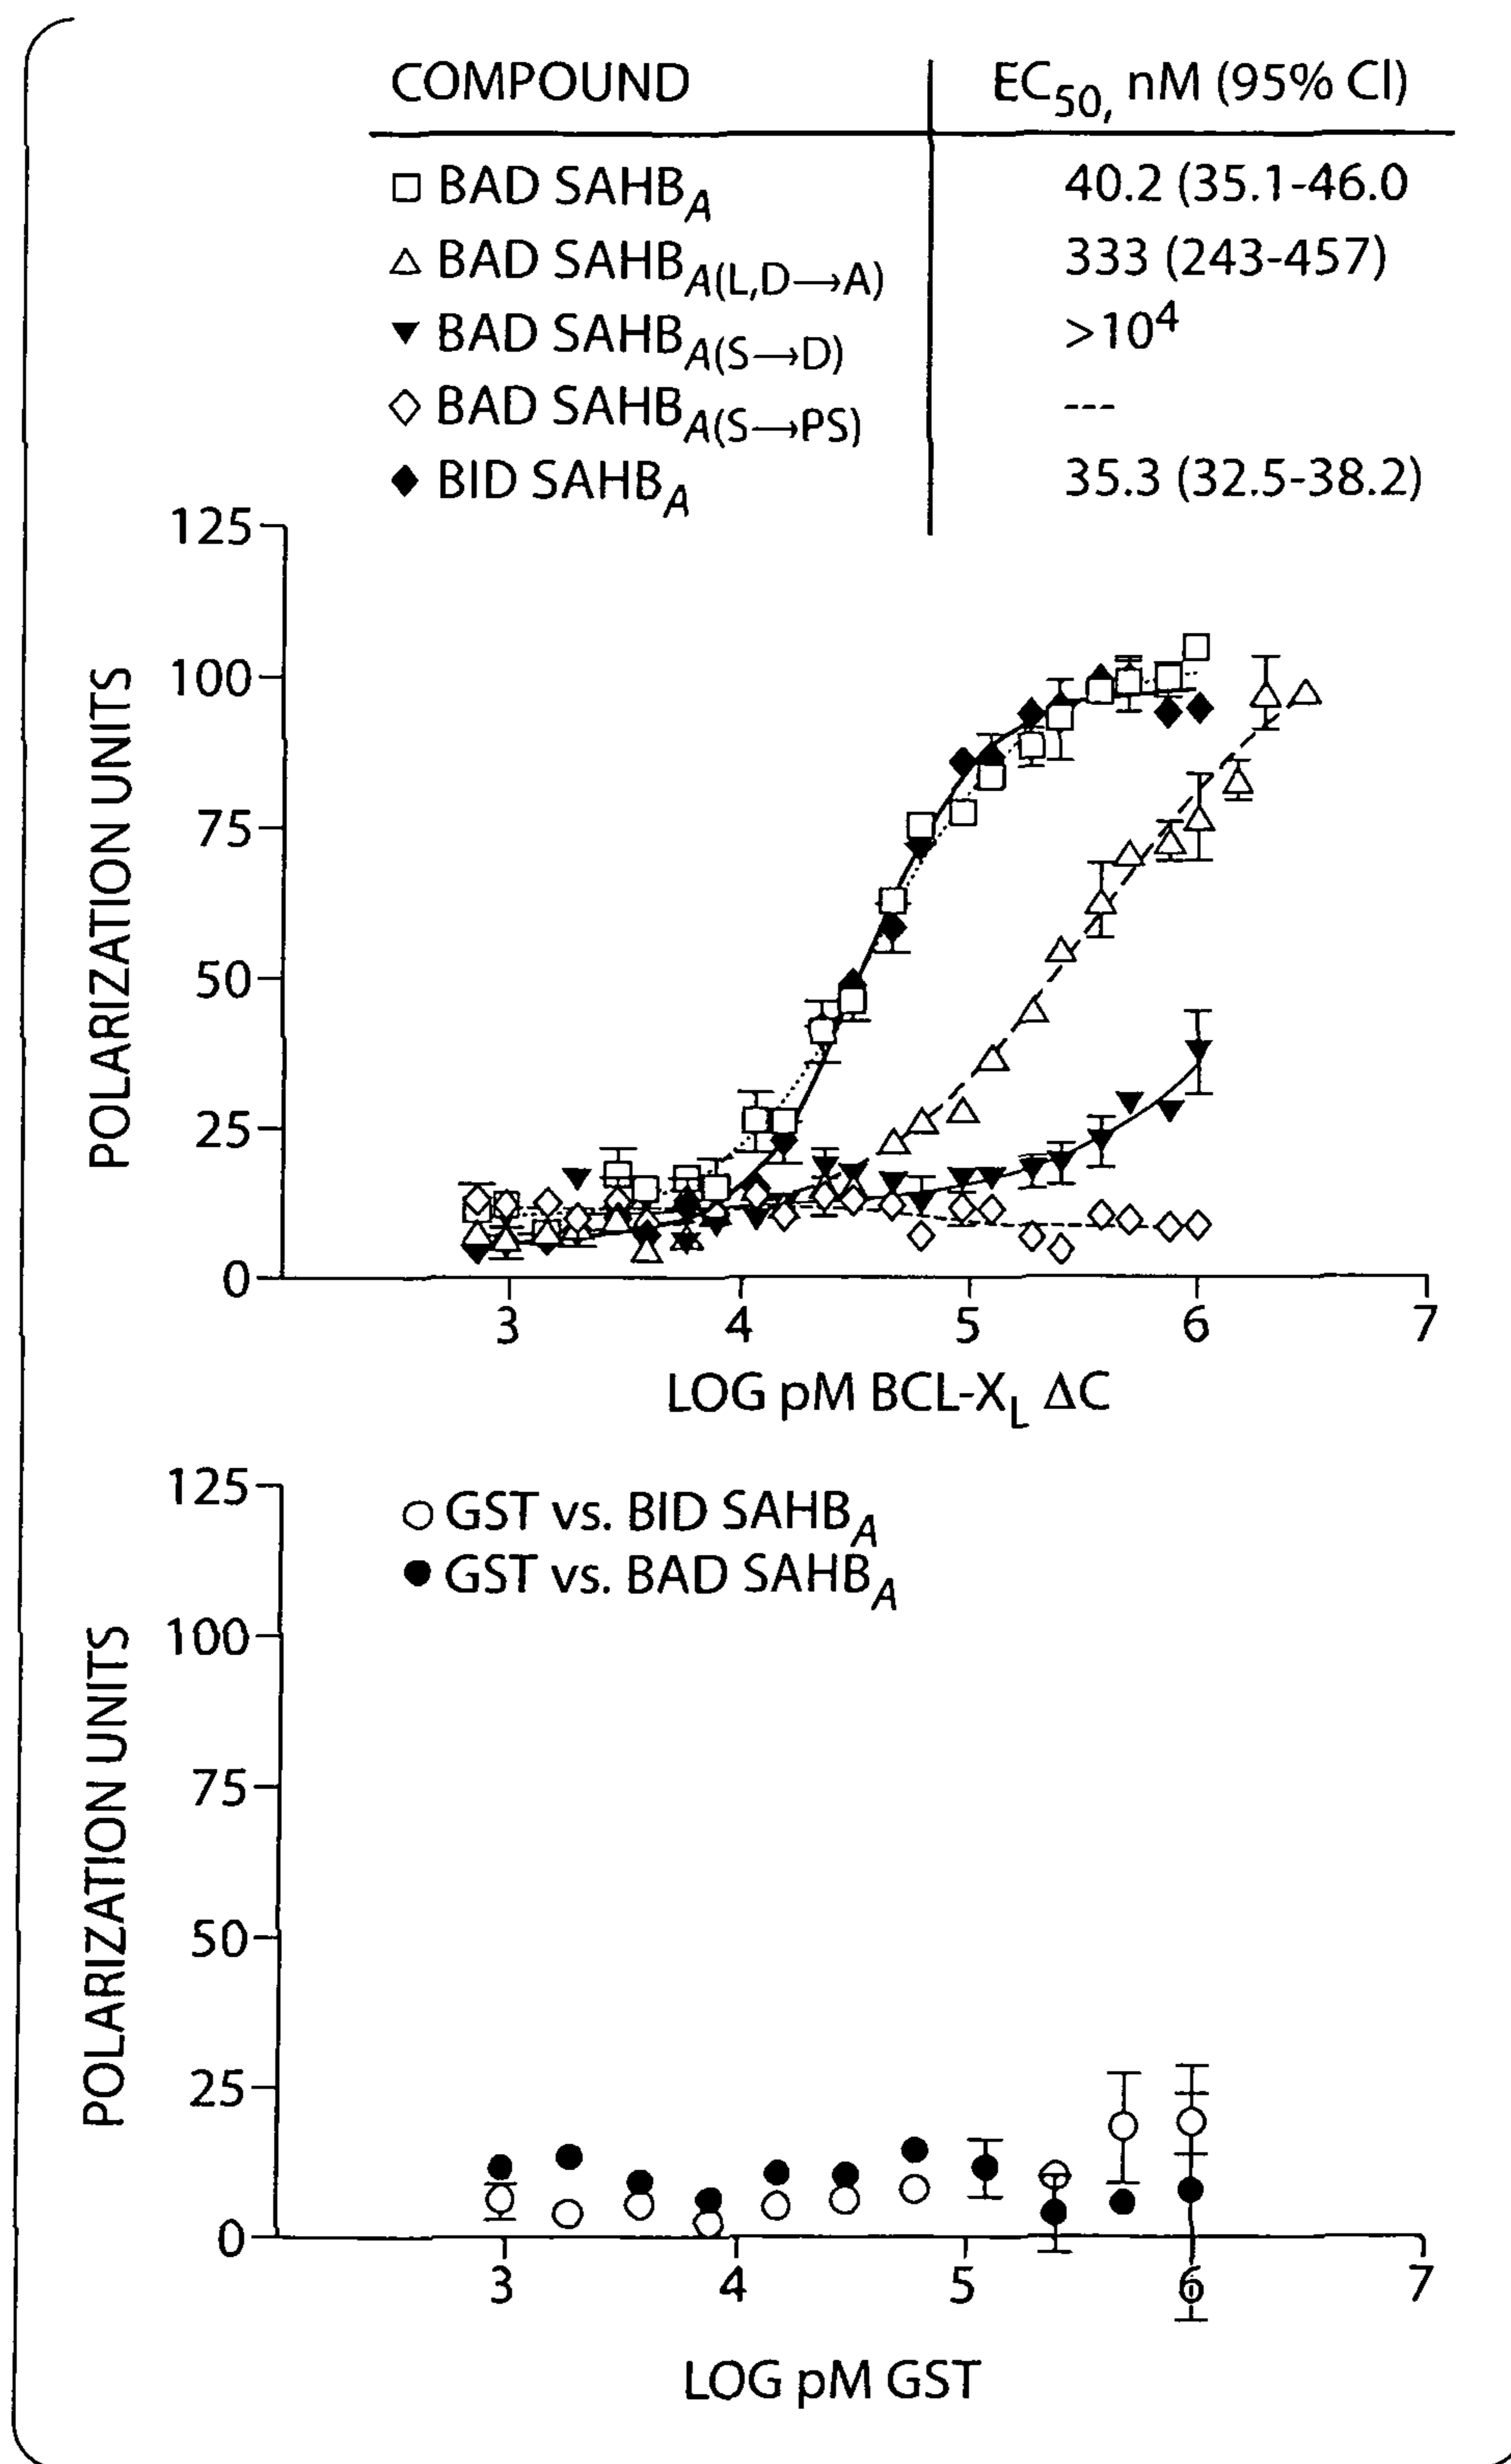 COMPOUND EC50, nM (95% CI)
□ BAD SAHBA 40.2 (35.1-46.0
△ BAD SAHBA(L,D→A) 333 (243-457)
▼ BAD SAHBA(S→D) >10⁴
◇ BAD SAHBA(S→PS) ---
◆ BID SAHBA 35.3 (32.5-38.2)
125
100
75
50
25
0
POLARIZATION UNITS
3 4 5 6 7
LOG pM BCL-XL ΔC
○ GST vs. BID SAHBA
● GST vs. BAD SAHBA
125
100
75
50
25
0
POLARIZATION UNITS
3 4 5 6 7
LOG pM GST